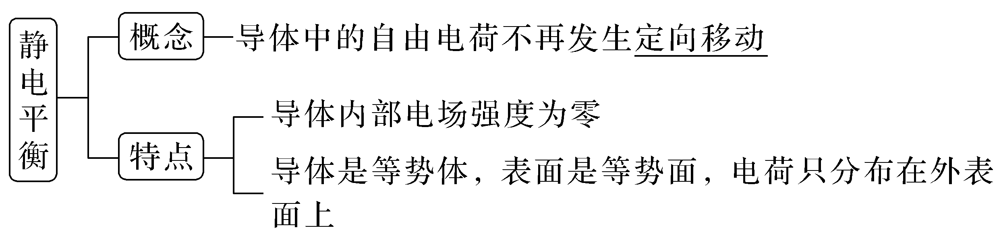 静电平衡
概念
导体中的自由电荷不再发生定向移动
特点
导体内部电场强度为零
导体是等势体，表面是等势面，电荷只分布在外表
面上